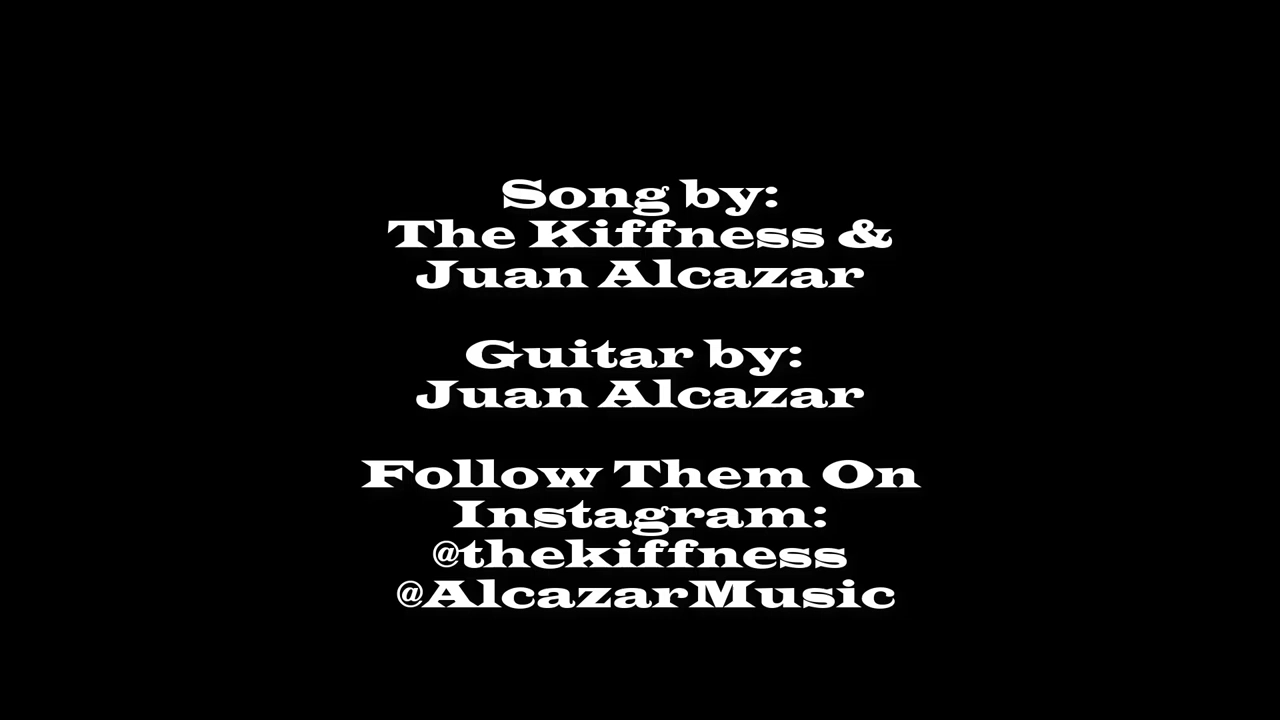 Song by:
The Kiffness &
Juan Alcazar
Guitar by:
Juan Alcazar
Follow Them On
Instagram:
@thekiffness
@AlcazarMusic